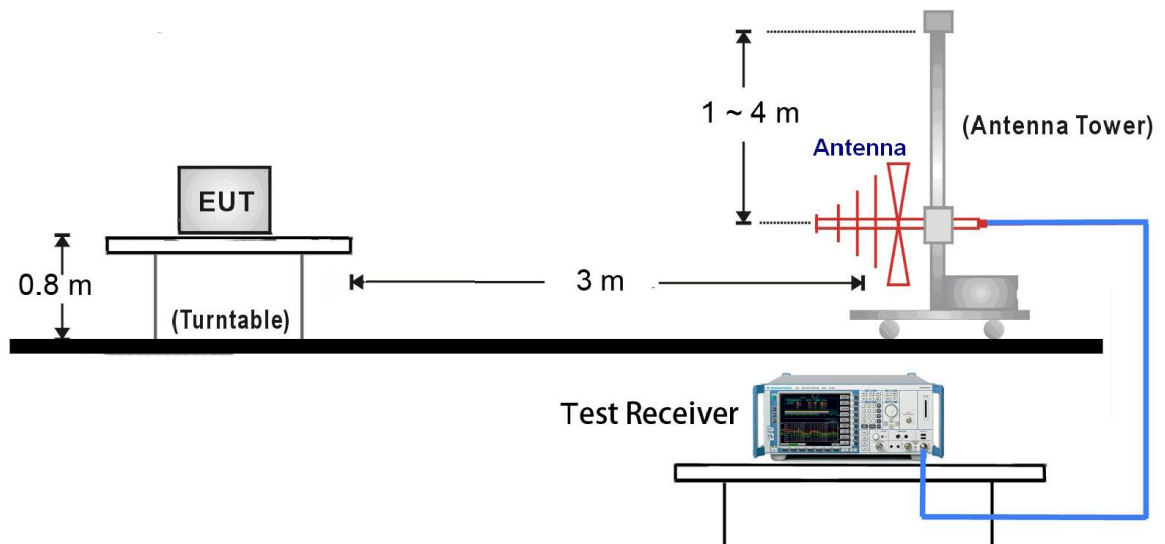 1 ~ 4 m
(Antenna Tower)
Antenna
EUT
0.8 m
3 m
(Turntable)
Test Receiver